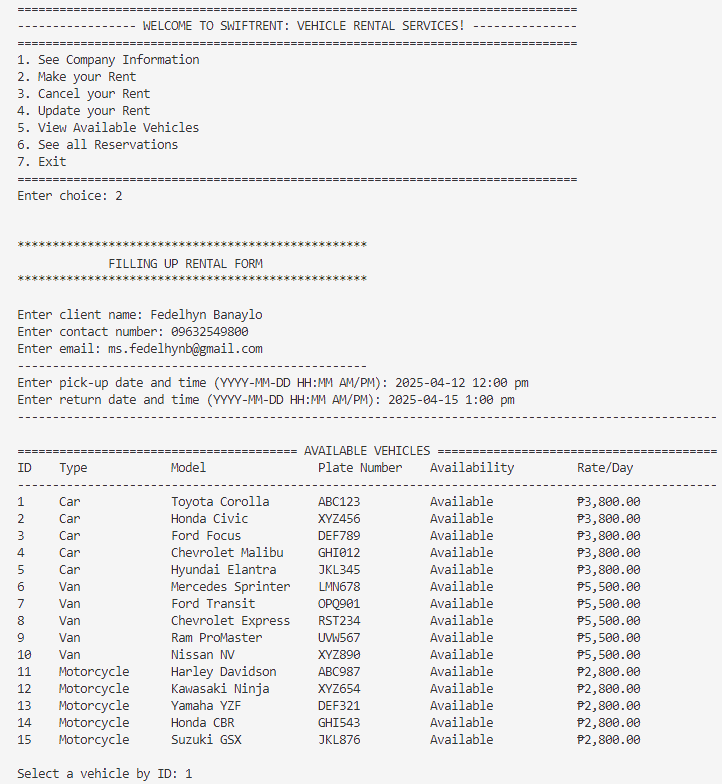 ================================================================================
----------------- WELCOME TO SWIFTRENT: VEHICLE RENTAL SERVICES! ---------------
================================================================================
1. See Company Information
2. Make your Rent
3. Cancel your Rent
4. Update your Rent
5. View Available Vehicles
6. See all Reservations
7. Exit
================================================================================
Enter choice: 2
**************************************************
FILLING UP RENTAL FORM
**************************************************
Enter client name: Fedelhyn Banaylo
Enter contact number: 09632549800
Enter email: ms.fedelhynb@gmail.com
--------------------------------------------------
Enter pick-up date and time (YYYY-MM-DD HH:MM AM/PM): 2025-04-12 12:00 pm
Enter return date and time (YYYY-MM-DD HH:MM AM/PM): 2025-04-15 1:00 pm
----------------------------------------------------------------------------------------------------
======================================== AVAILABLE VEHICLES ========================================
ID    Type            Model                Plate Number    Availability         Rate/Day
----------------------------------------------------------------------------------------------------
1     Car             Toyota Corolla       ABC123          Available            ₱3,800.00
2     Car             Honda Civic          XYZ456          Available            ₱3,800.00
3     Car             Ford Focus           DEF789          Available            ₱3,800.00
4     Car             Chevrolet Malibu     GHI012          Available            ₱3,800.00
5     Car             Hyundai Elantra      JKL345          Available            ₱3,800.00
6     Van             Mercedes Sprinter    LMN678          Available            ₱5,500.00
7     Van             Ford Transit         OPQ901          Available            ₱5,500.00
8     Van             Chevrolet Express    RST234          Available            ₱5,500.00
9     Van             Ram ProMaster        UVW567          Available            ₱5,500.00
10    Van             Nissan NV            XYZ890          Available            ₱5,500.00
11    Motorcycle      Harley Davidson      ABC987          Available            ₱2,800.00
12    Motorcycle      Kawasaki Ninja       XYZ654          Available            ₱2,800.00
13    Motorcycle      Yamaha YZF           DEF321          Available            ₱2,800.00
14    Motorcycle      Honda CBR            GHI543          Available            ₱2,800.00
15    Motorcycle      Suzuki GSX           JKL876          Available            ₱2,800.00
Select a vehicle by ID: 1